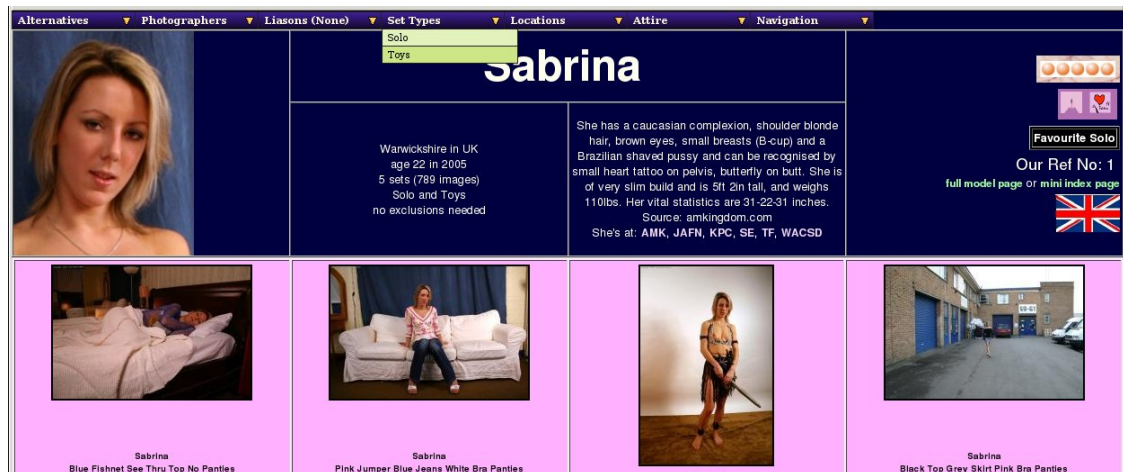 Alternatives
Photographers
Liasons (None)
Set Types
Locations
Attire
Navigation
Solo
Toys
Sabrina
Warwickshire in UK
age 22 in 2005
5 sets (789 images)
Solo and Toys
no exclusions needed
She has a caucasian complexion, shoulder blonde
hair, brown eyes, small breasts (B-cup) and a
Brazilian shaved pussy and can be recognised by
small heart tattoo on pelvis, butterfly on butt. She is
of very slim build and is 5ft 2in tall, and weighs
110lbs. Her vital statistics are 31-22-31 inches.
Source: amkingdom.com
She's at: AMK, JAFN, KPC, SE, TF, WACSD
Favourite Solo
Our Ref No: 1
full model page or mini index page
Sabrina
Blue Fishnet See Thru Top No Panties
Sabrina
Pink Jumper Blue Jeans White Bra Panties
Sabrina
Black Top Grey Skirt Pink Bra Panties